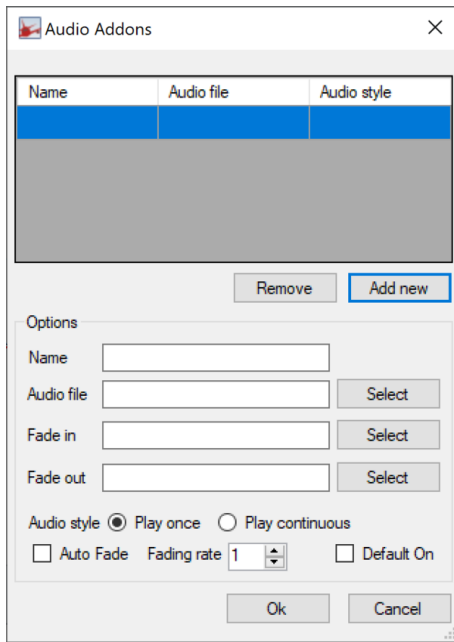 Audio Addons
Name Audio file Audio style
Remove Add new
Options
Name
Audio file Select
Fade in Select
Fade out Select
Audio style Play once Play continuous
Auto Fade Fading rate 1 Default On
Ok Cancel